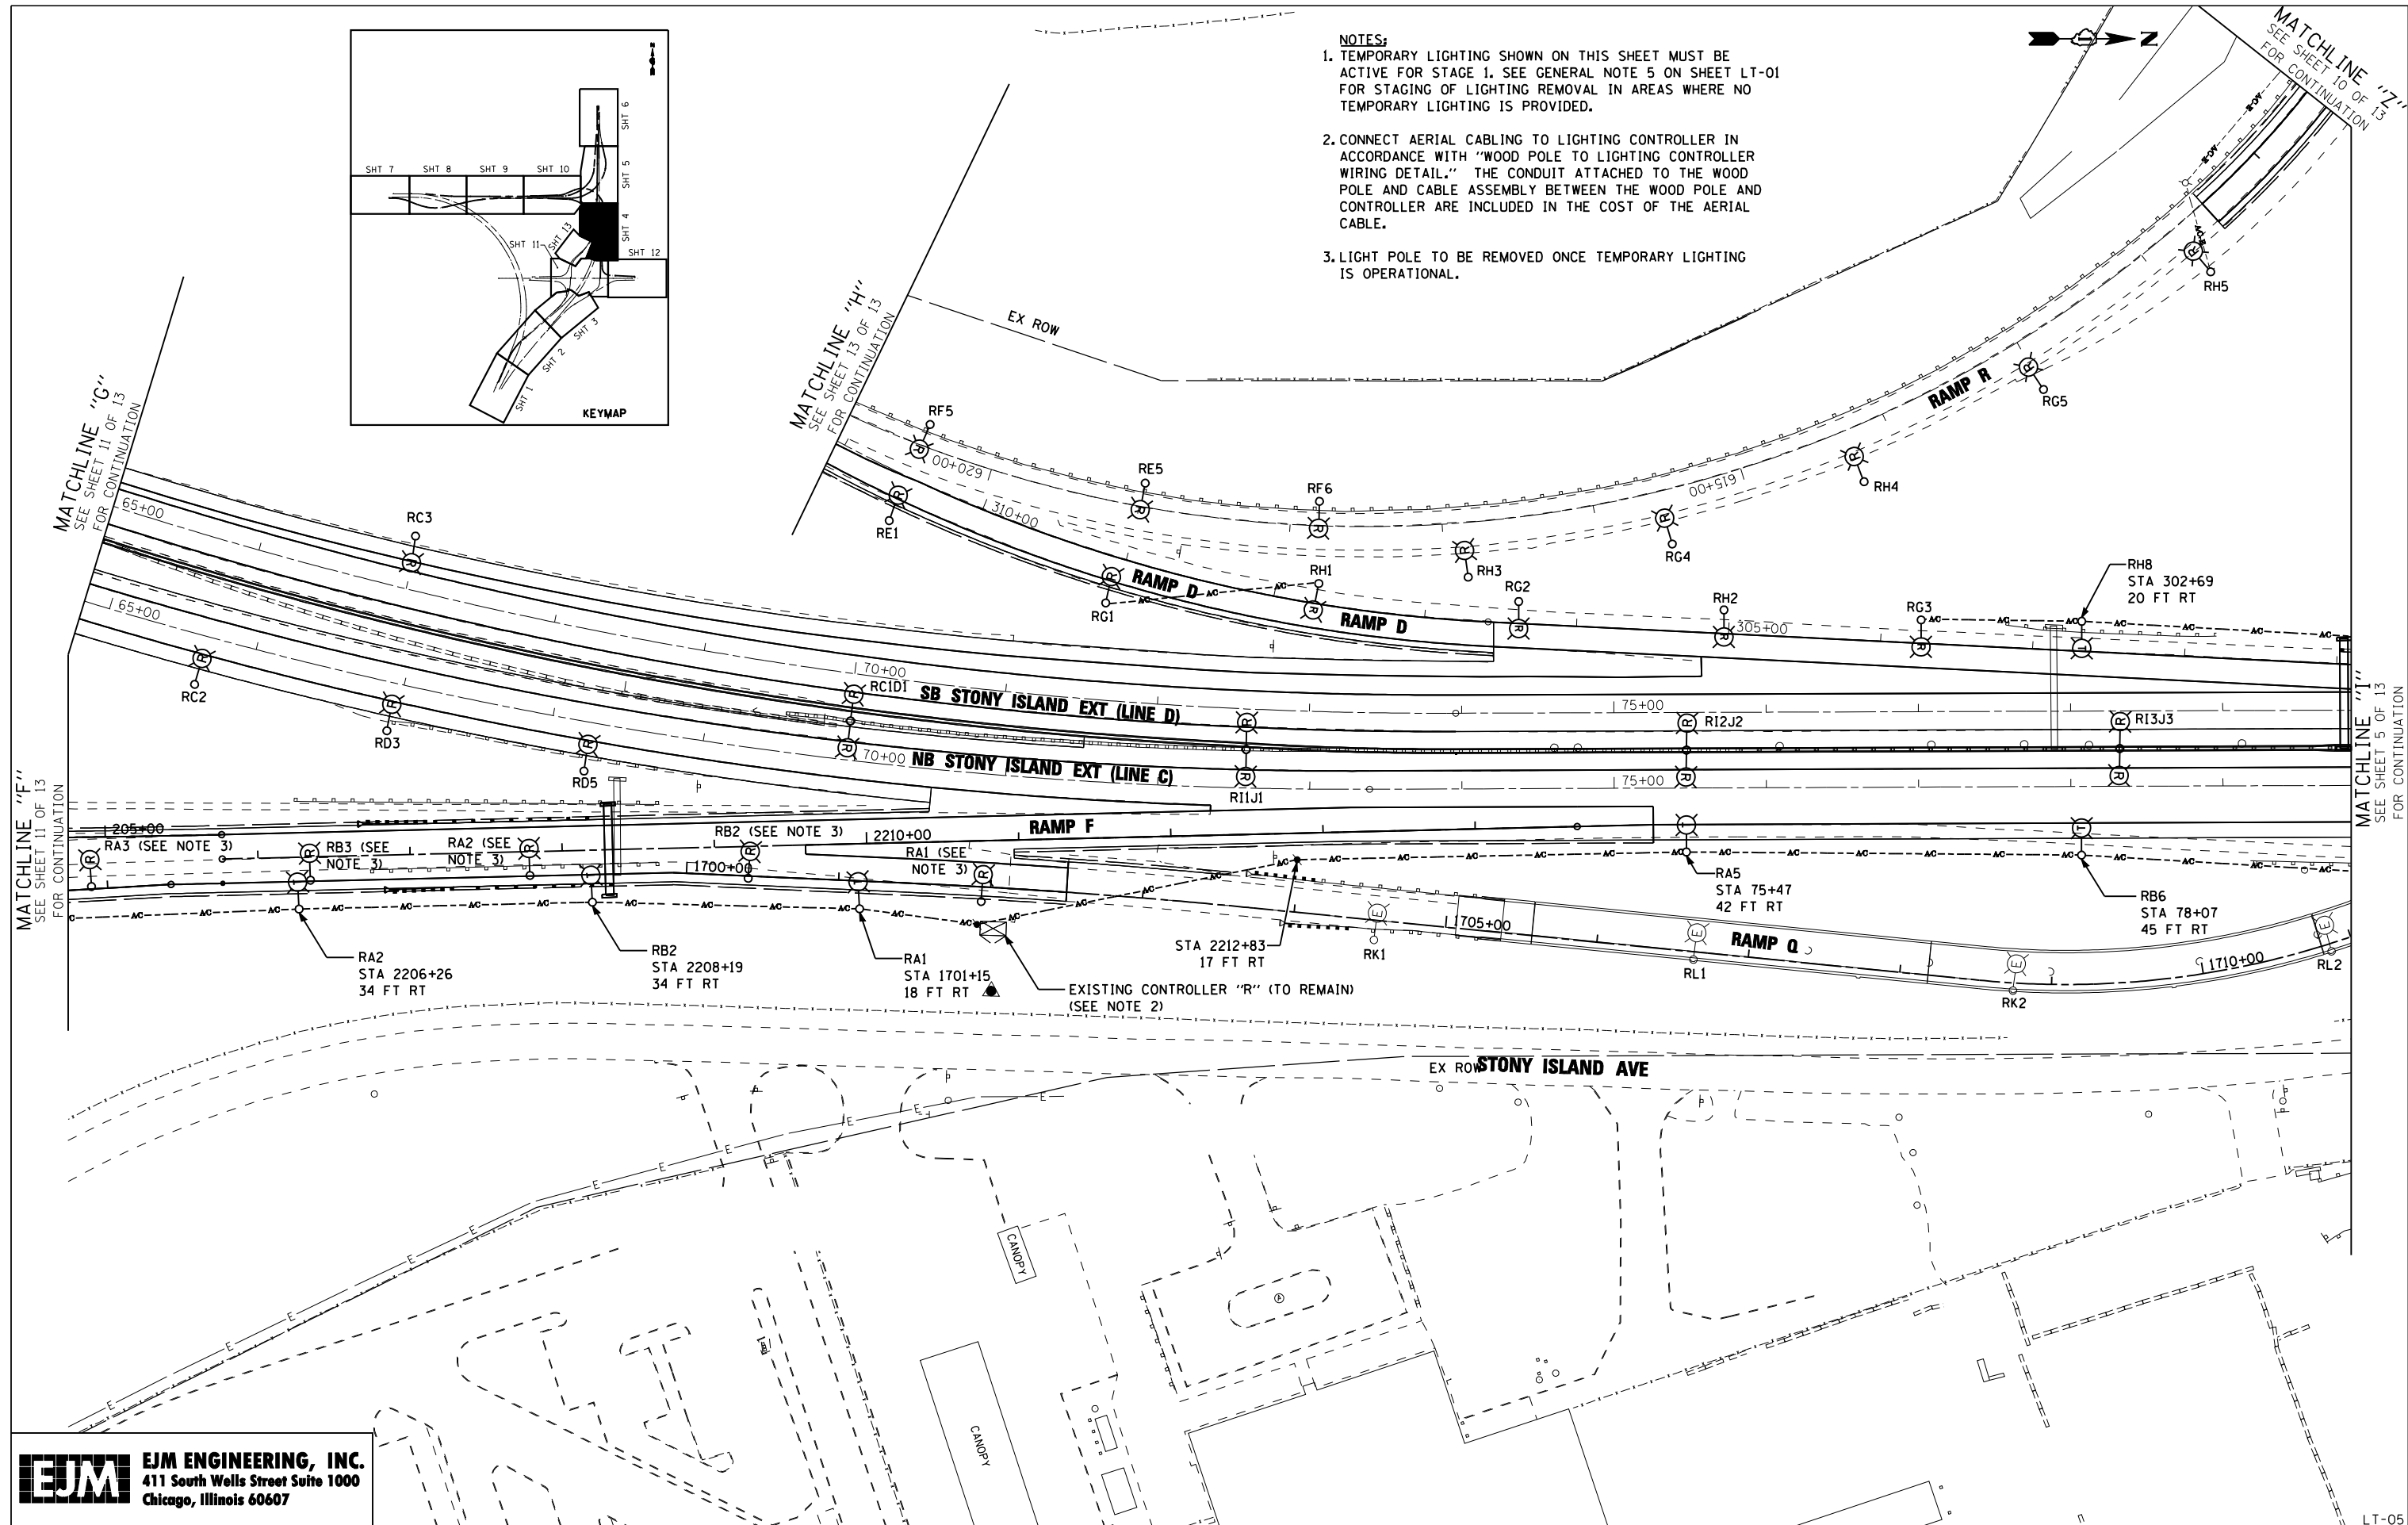 NOTES:
1. TEMPORARY LIGHTING SHOWN ON THIS SHEET MUST BE
ACTIVE FOR STAGE 1. SEE GENERAL NOTE 5 ON SHEET LT-01
FOR STAGING OF LIGHTING REMOVAL IN AREAS WHERE NO
TEMPORARY LIGHTING IS PROVIDED.
2. CONNECT AERIAL CABLING TO LIGHTING CONTROLLER IN
ACCORDANCE WITH "WOOD POLE TO LIGHTING CONTROLLER
WIRING DETAIL." THE CONDUIT ATTACHED TO THE WOOD
POLE AND CABLE ASSEMBLY BETWEEN THE WOOD POLE AND
CONTROLLER ARE INCLUDED IN THE COST OF THE AERIAL
CABLE.
3. LIGHT POLE TO BE REMOVED ONCE TEMPORARY LIGHTING
IS OPERATIONAL.
N
MATCHLINE "Z"
SEE SHEET 10 OF 13
FOR CONTINUATION
N
SHT 6
SHT 5
SHT 4
SHT 7
SHT 8
SHT 9
SHT 10
SHT 11
SHT 13
SHT 12
SHT 3
SHT 2
SHT 1
KEYMAP
MATCHLINE "G"
SEE SHEET 11 OF 13
FOR CONTINUATION
MATCHLINE "H"
SEE SHEET 13 OF 13
FOR CONTINUATION
EX ROW
RH5
RG5
RAMP R
RH4
RG4
615+00
RF5
620+00
RE5
RF6
RH3
RE1
310+00
RG1
RAMP D
RH1
RAMP D
RG2
RH2
305+00
RG3
RH8
STA 302+69
20 FT RT
65+00
RC3
65+00
RC2
RD3
RD5
70+00
RC1D1
SB STONY ISLAND EXT (LINE D)
70+00
NB STONY ISLAND EXT (LINE C)
RI1J1
75+00
RI2J2
75+00
RI3J3
MATCHLINE "I"
SEE SHEET 5 OF 13
FOR CONTINUATION
MATCHLINE "F"
SEE SHEET 11 OF 13
FOR CONTINUATION
205+00
RA3 (SEE NOTE 3)
RB3 (SEE
NOTE 3)
RA2 (SEE
NOTE 3)
RB2 (SEE NOTE 3)
2210+00
RAMP F
RA1 (SEE
NOTE 3)
1700+00
RA2
STA 2206+26
34 FT RT
RB2
STA 2208+19
34 FT RT
RA1
STA 1701+15
18 FT RT
EXISTING CONTROLLER "R" (TO REMAIN)
(SEE NOTE 2)
STA 2212+83
17 FT RT
RK1
1705+00
RL1
RAMP Q
RA5
STA 75+47
42 FT RT
RK2
RB6
STA 78+07
45 FT RT
1710+00
RL2
EX ROW
STONY ISLAND AVE
CANOPY
CANOPY
EJM
EJM ENGINEERING, INC.
411 South Wells Street Suite 1000
Chicago, Illinois 60607
LT-05